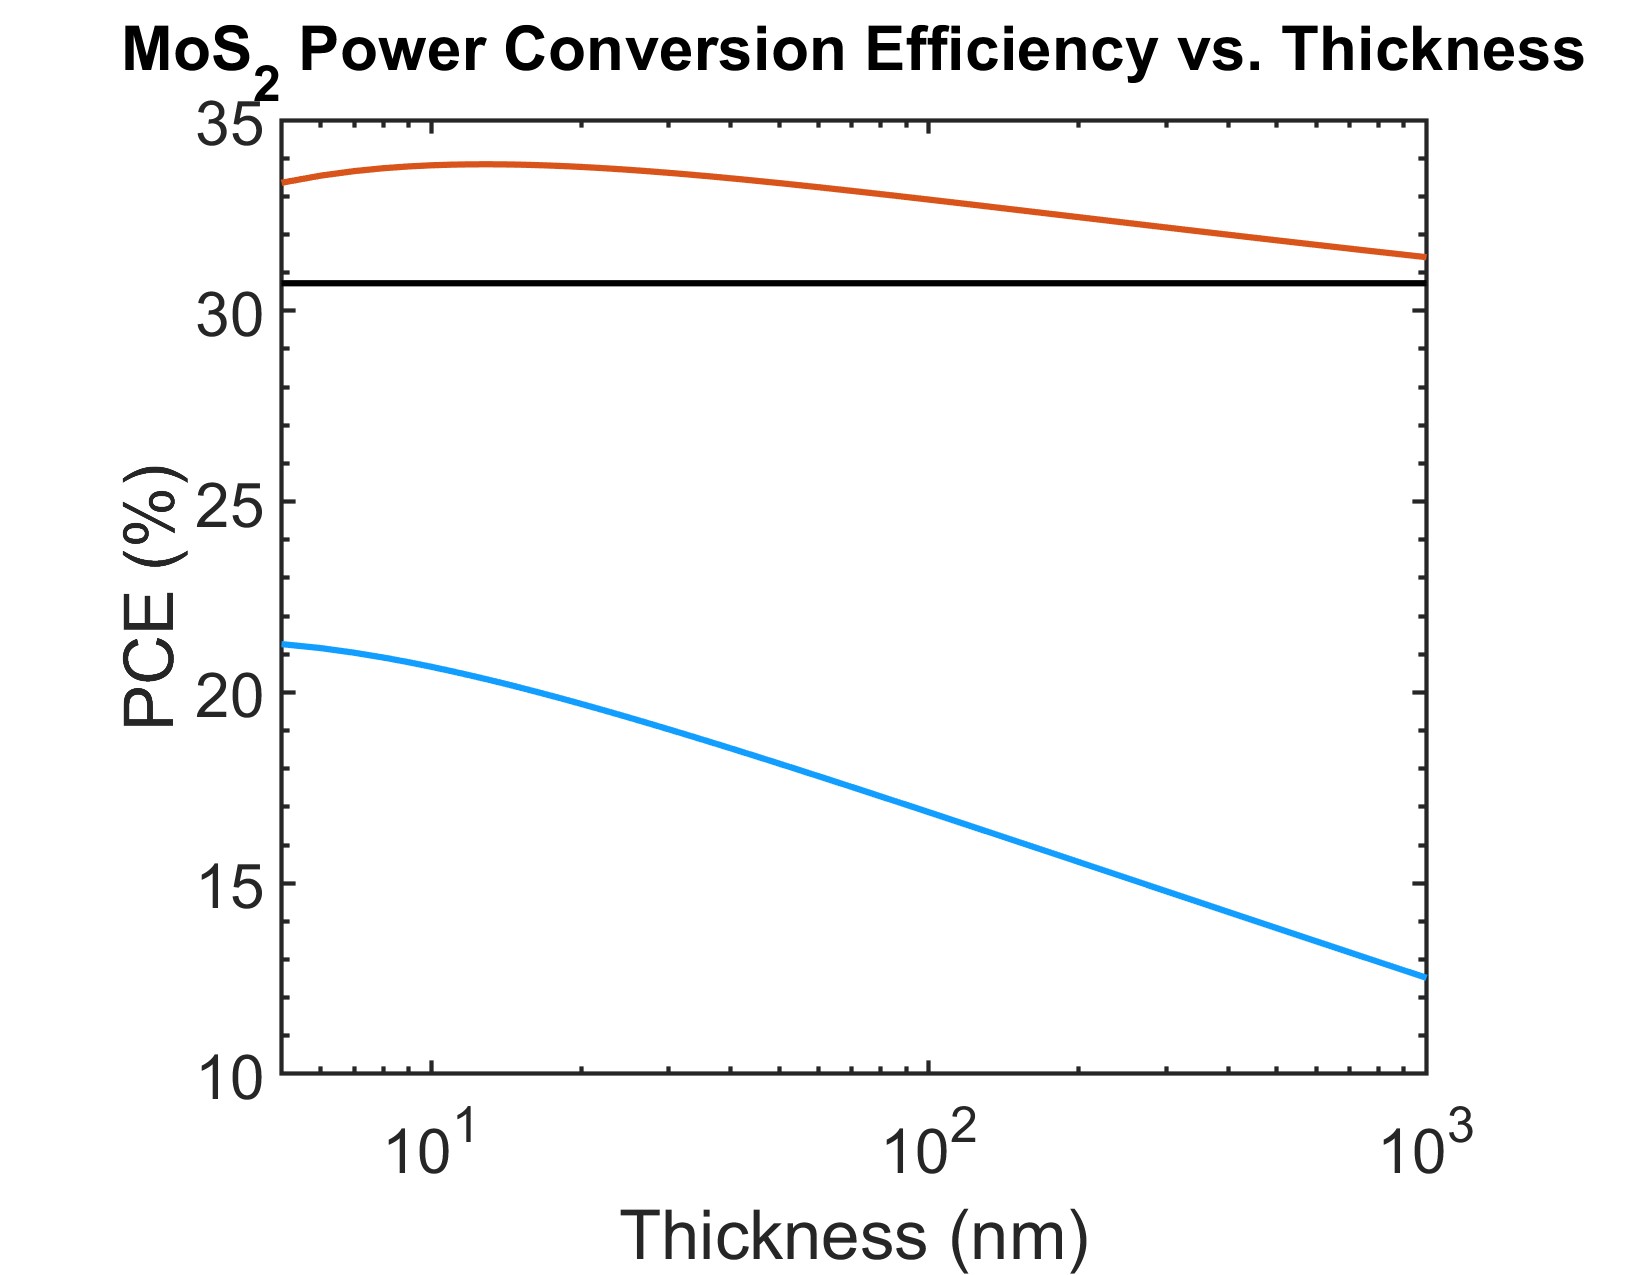 MoS2 Power Conversion Efficiency vs. Thickness
35
30
25
20
15
10
PCE (%)
10^1 10^2 10^3
Thickness (nm)